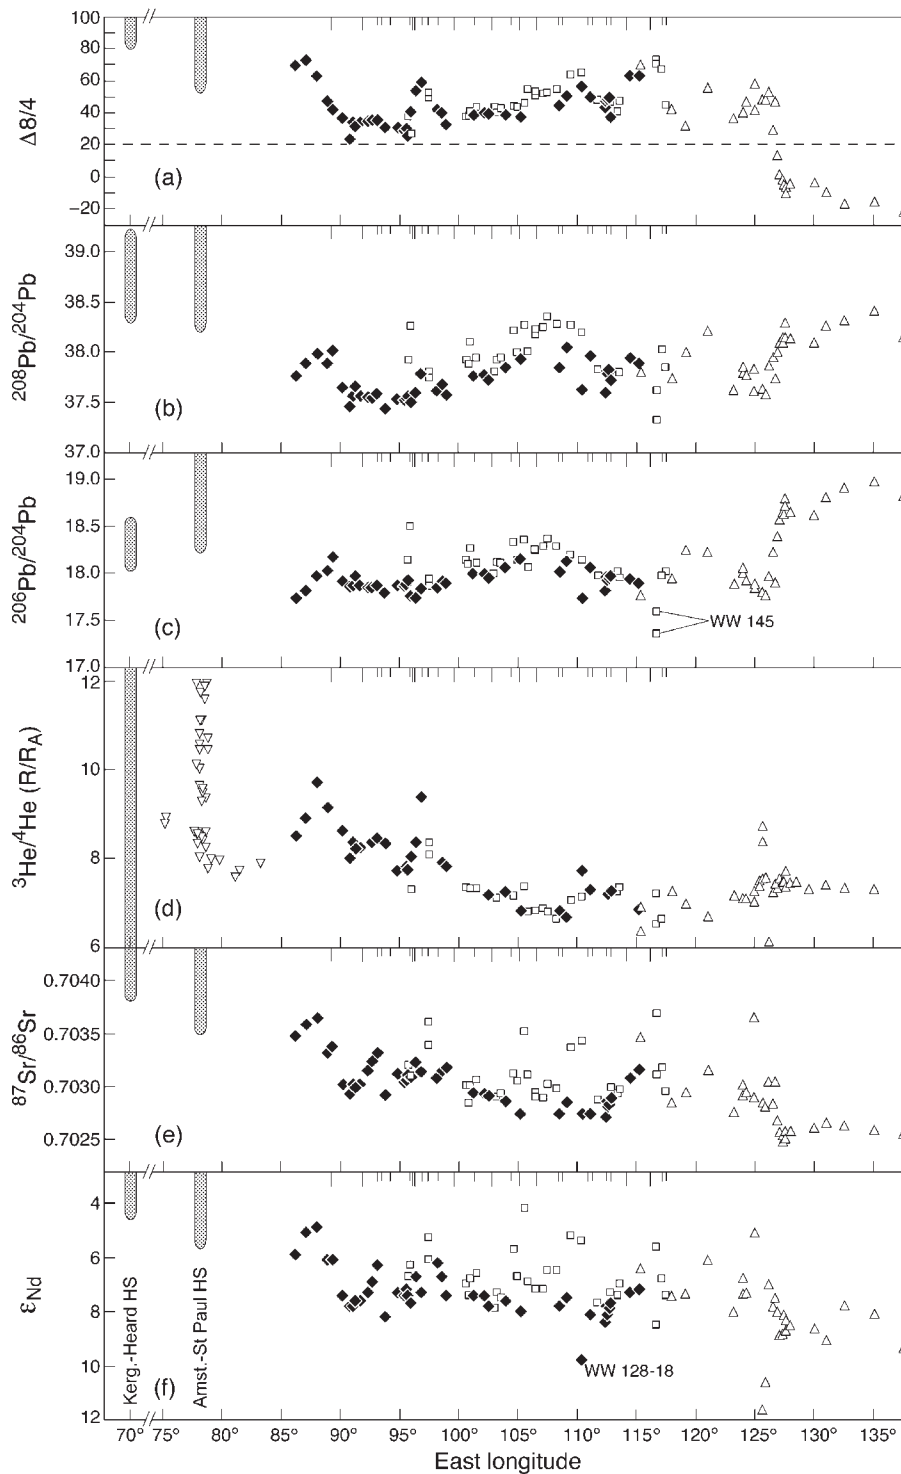 100
80
60
40
20
0
−20
Δ8/4
(a)
39.0
38.5
38.0
37.5
37.0
208Pb/204Pb
(b)
19.0
18.5
18.0
17.5
17.0
206Pb/204Pb
(c)
WW 145
12
10
8
6
3He/4He (R/RA)
(d)
0.7040
0.7035
0.7030
0.7025
87Sr/86Sr
(e)
4
6
8
10
12
εNd
(f)
Kerg.-Heard HS
Amst.-St Paul HS
WW 128-18
70° 75° 80° 85° 90° 95° 100° 105° 110° 115° 120° 125° 130° 135°
East longitude